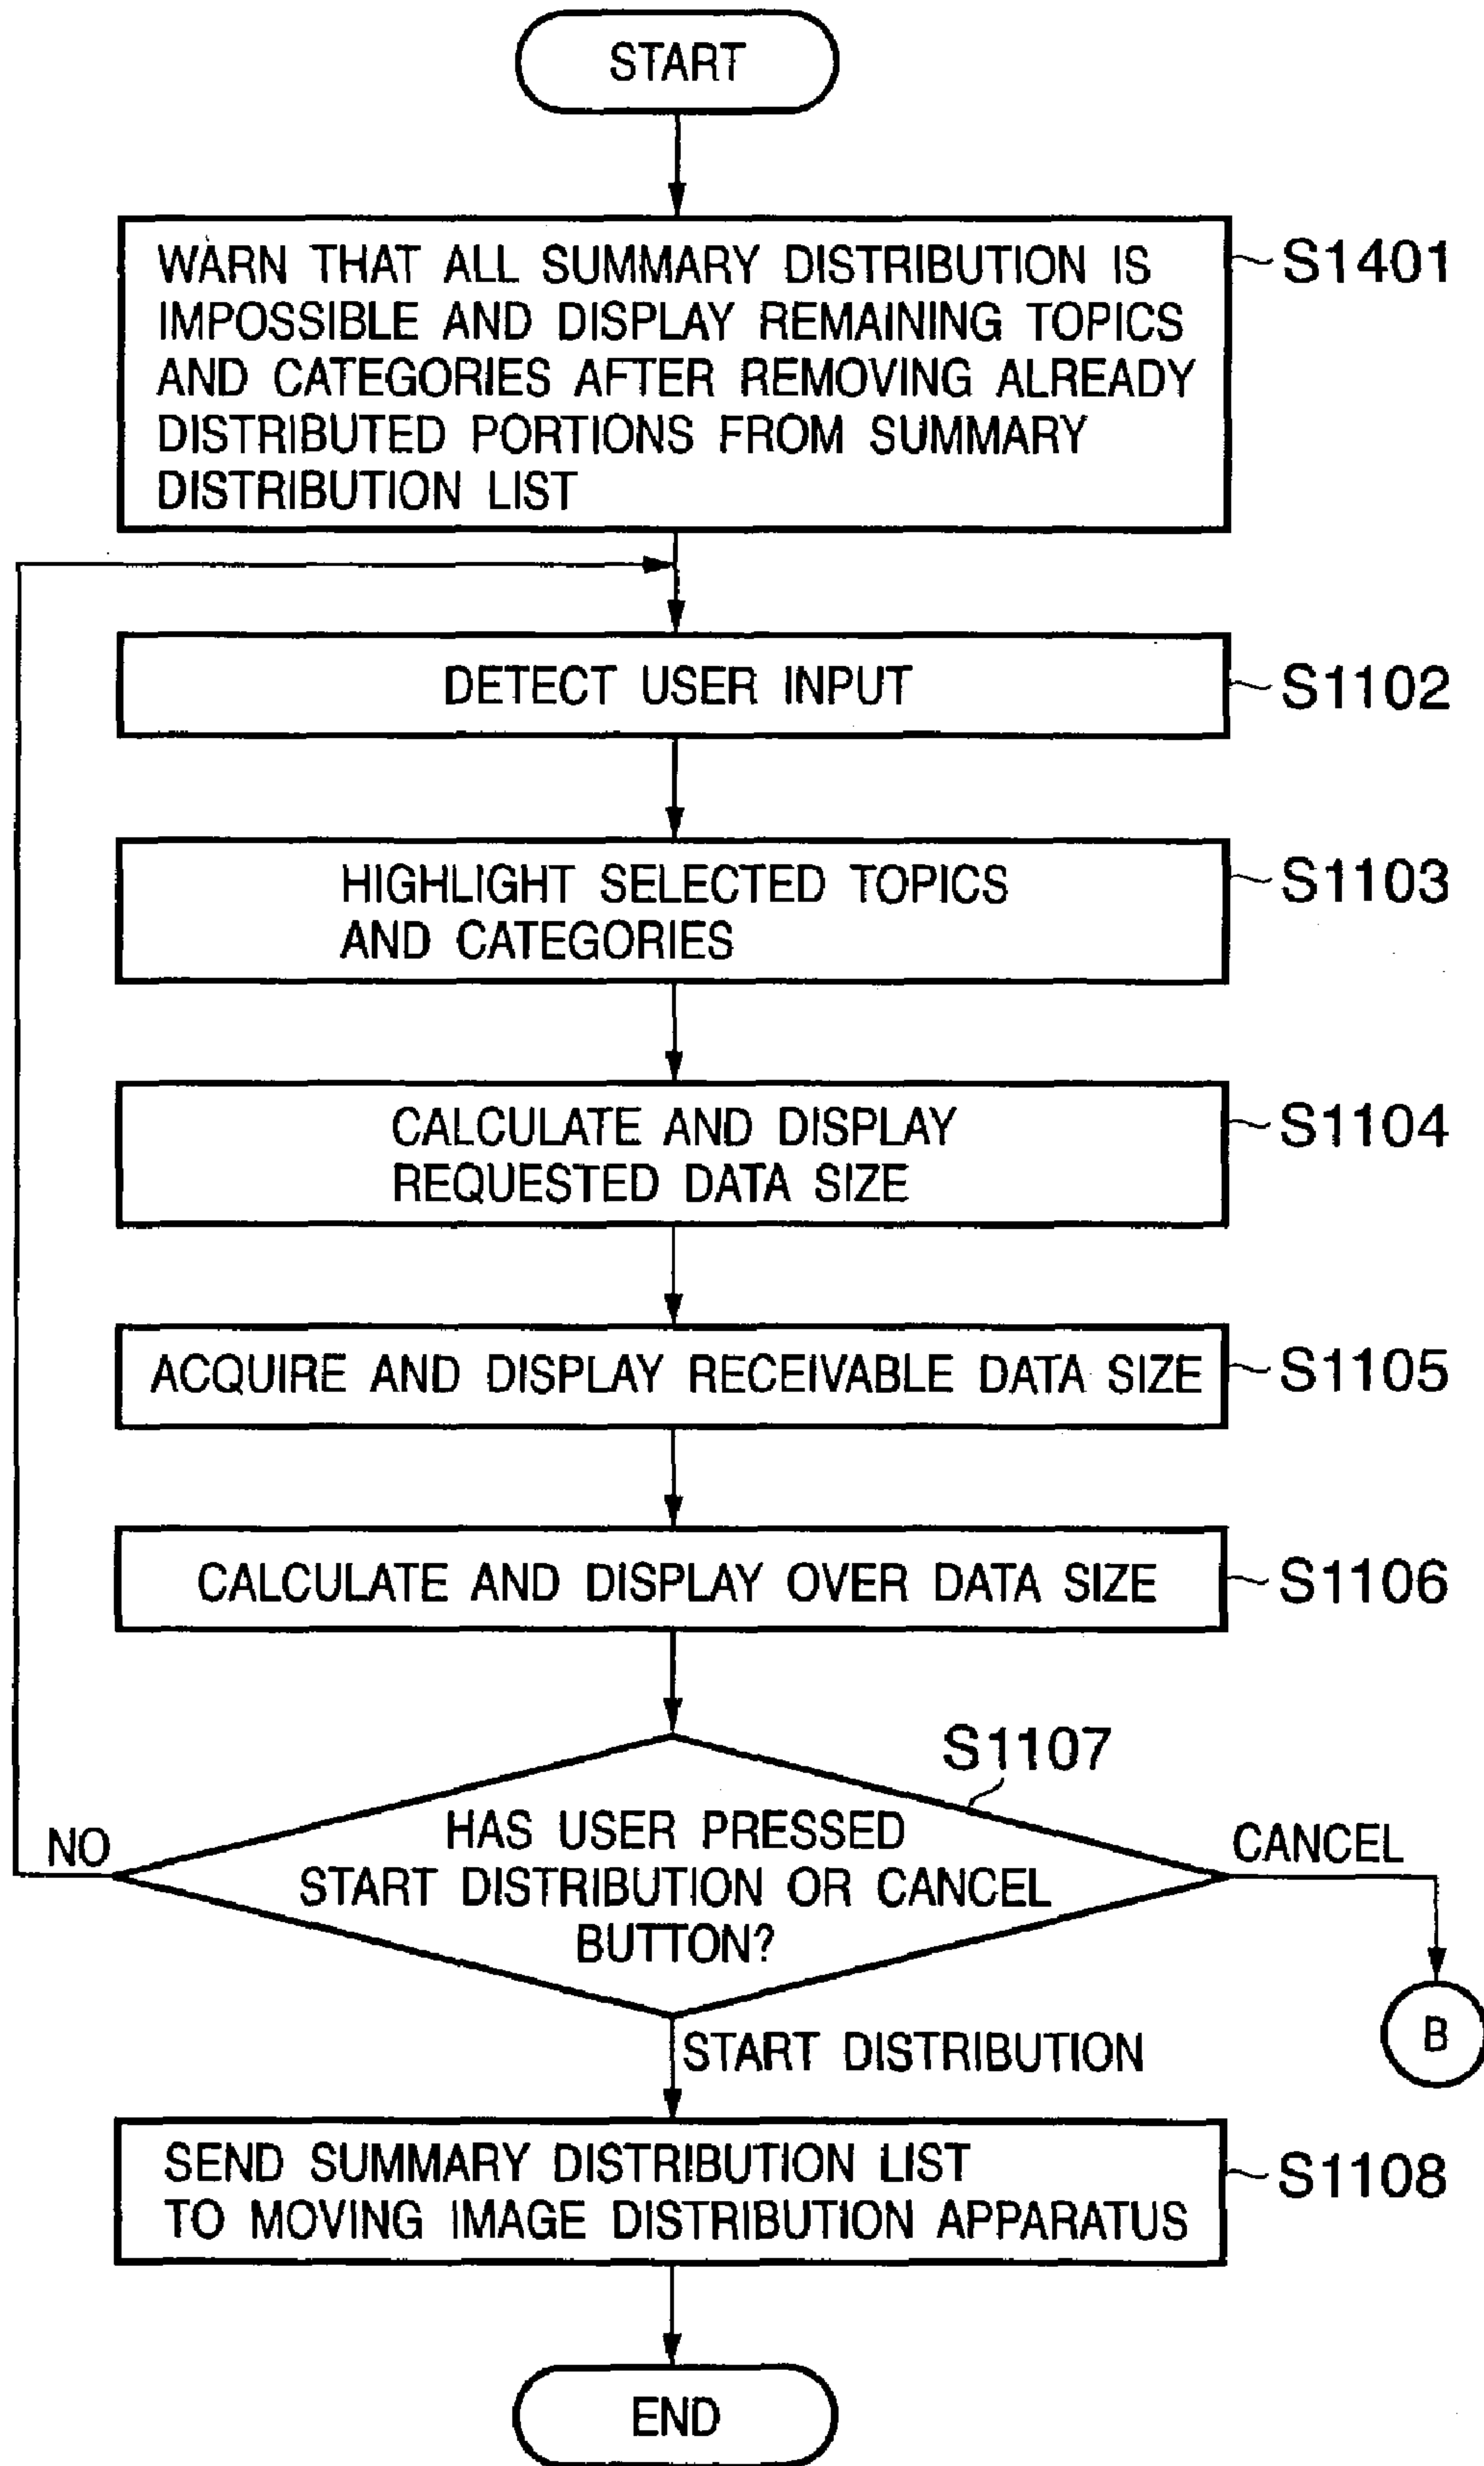 START
WARN THAT ALL SUMMARY DISTRIBUTION IS
IMPOSSIBLE AND DISPLAY REMAINING TOPICS
AND CATEGORIES AFTER REMOVING ALREADY
DISTRIBUTED PORTIONS FROM SUMMARY
DISTRIBUTION LIST
S1401
DETECT USER INPUT
S1102
HIGHLIGHT SELECTED TOPICS
AND CATEGORIES
S1103
CALCULATE AND DISPLAY
REQUESTED DATA SIZE
S1104
ACQUIRE AND DISPLAY RECEIVABLE DATA SIZE
S1105
CALCULATE AND DISPLAY OVER DATA SIZE
S1106
S1107
HAS USER PRESSED
START DISTRIBUTION OR CANCEL
BUTTON?
NO
CANCEL
B
START DISTRIBUTION
SEND SUMMARY DISTRIBUTION LIST
TO MOVING IMAGE DISTRIBUTION APPARATUS
S1108
END